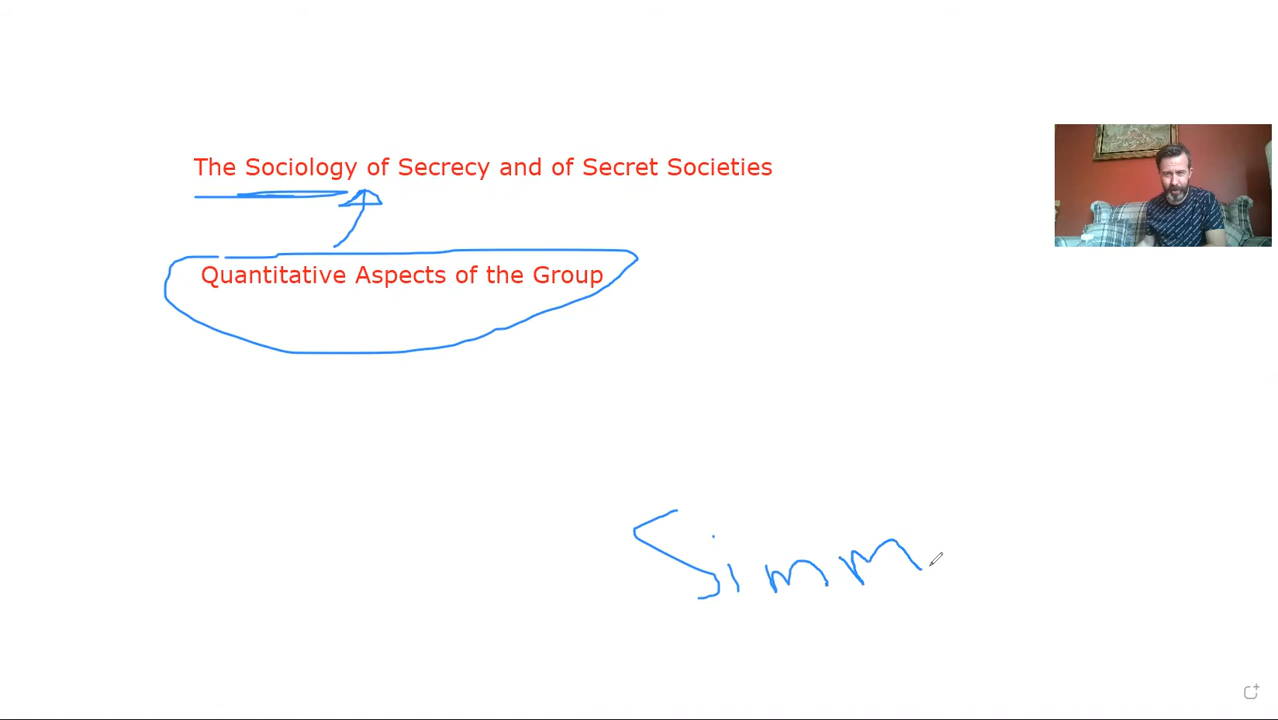 The Sociology of Secrecy and of Secret Societies
Quantitative Aspects of the Group
Simm